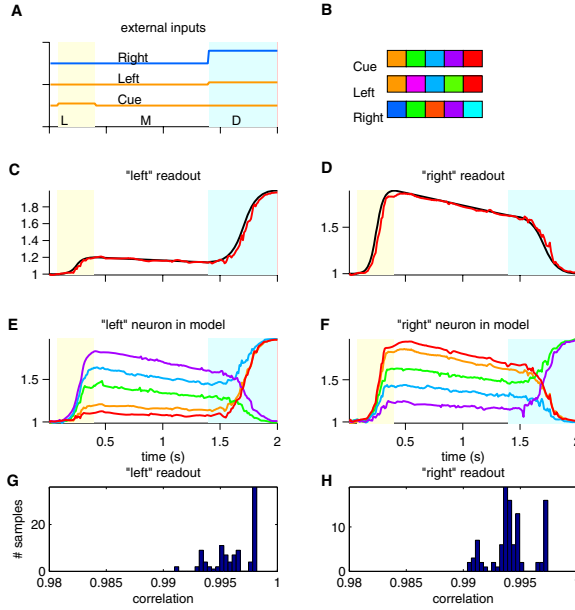 A
external inputs
Right
Left
Cue
L M D
B
Cue
Left
Right
C
"left" readout
1.8
1.6
1.4
1.2
1
D
"right" readout
1.5
1
E
"left" neuron in model
1.5
1
0.5 1 1.5 2
time (s)
F
"right" neuron in model
1.5
1
0.5 1 1.5 2
time (s)
G
"left" readout
# samples
20
0
0.98 0.985 0.99 0.995 1
correlation
H
"right" readout
10
0
0.98 0.985 0.99 0.995 1
correlation